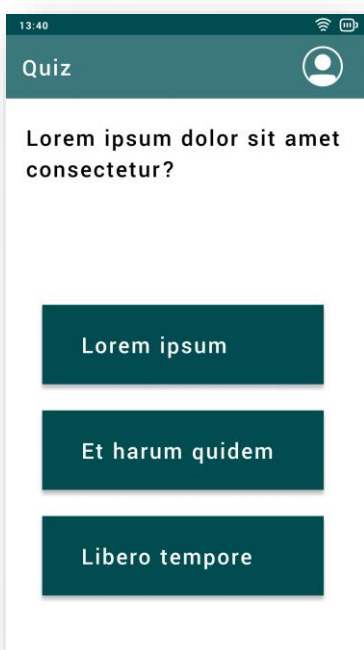 13:40
Quiz
Lorem ipsum dolor sit amet
consectetur?
Lorem ipsum
Et harum quidem
Libero tempore